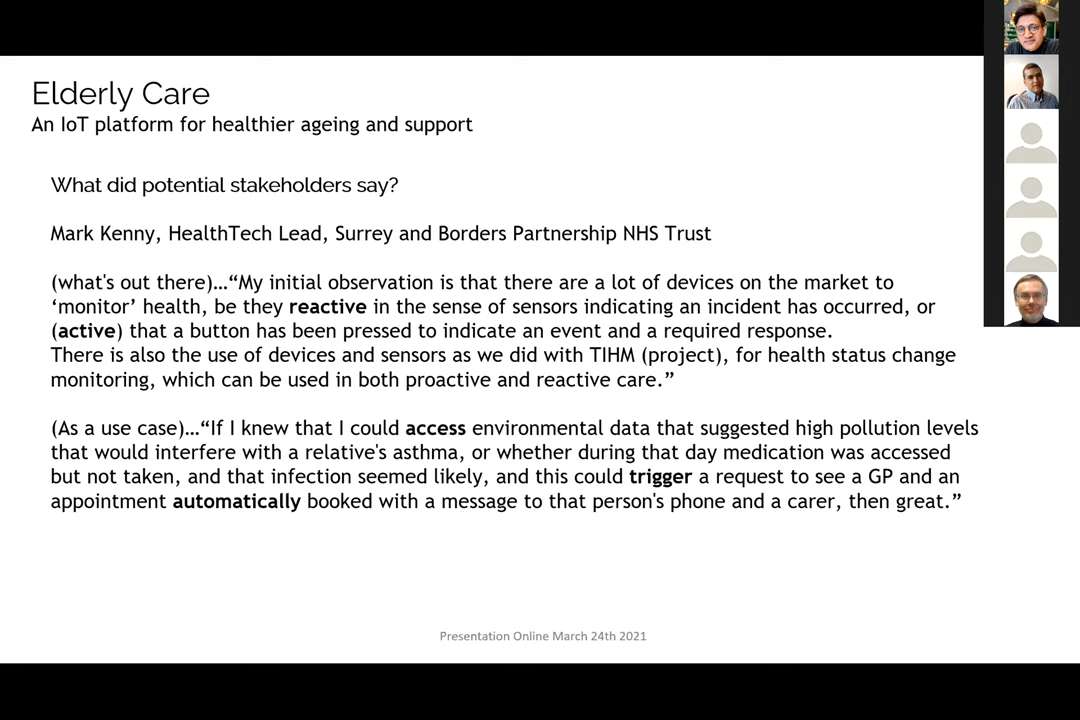 Elderly Care
An IoT platform for healthier ageing and support
What did potential stakeholders say?
Mark Kenny, HealthTech Lead, Surrey and Borders Partnership NHS Trust
(what's out there)…“My initial observation is that there are a lot of devices on the market to
‘monitor’ health, be they reactive in the sense of sensors indicating an incident has occurred, or
(active) that a button has been pressed to indicate an event and a required response.
There is also the use of devices and sensors as we did with TIHM (project), for health status change
monitoring, which can be used in both proactive and reactive care.”
(As a use case)…“If I knew that I could access environmental data that suggested high pollution levels
that would interfere with a relative's asthma, or whether during that day medication was accessed
but not taken, and that infection seemed likely, and this could trigger a request to see a GP and an
appointment automatically booked with a message to that person's phone and a carer, then great.”
Presentation Online March 24th 2021